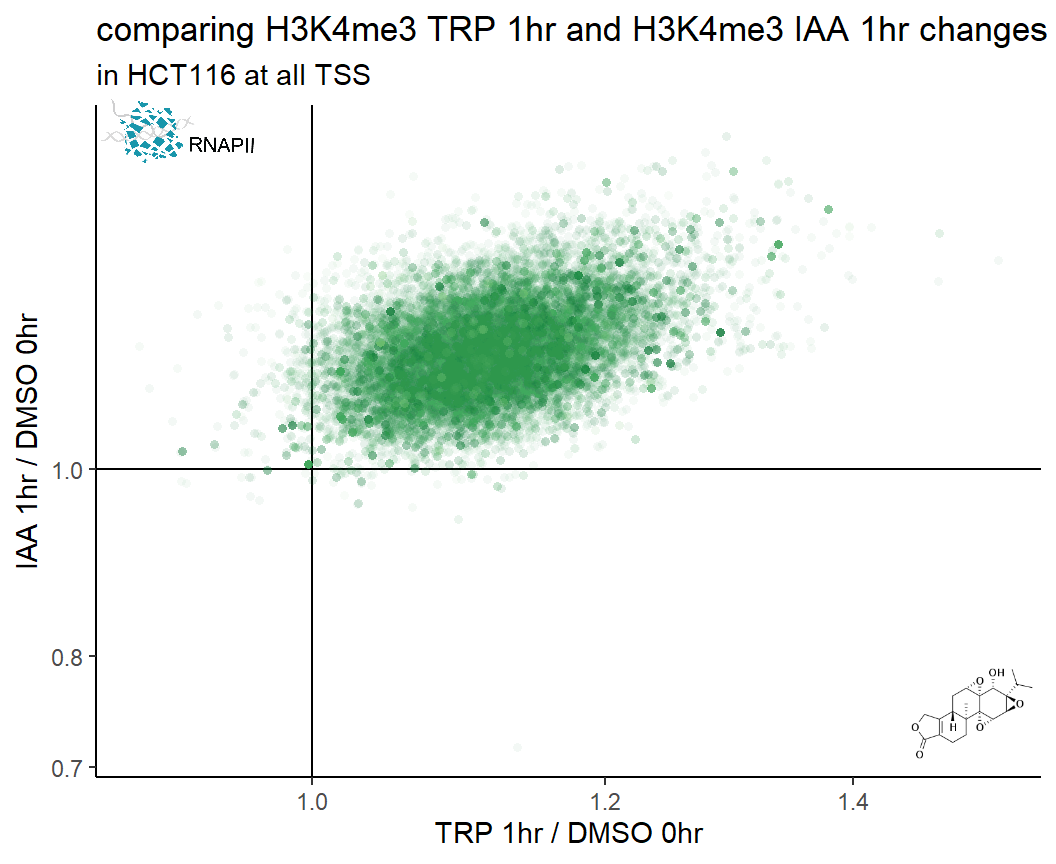 comparing H3K4me3 TRP 1hr and H3K4me3 IAA 1hr changes
in HCT116 at all TSS
RNAPII
IAA 1hr / DMSO 0hr
1.0
0.8
0.7
OH
O
O
O
H
O
O
1.0 1.2 1.4
TRP 1hr / DMSO 0hr